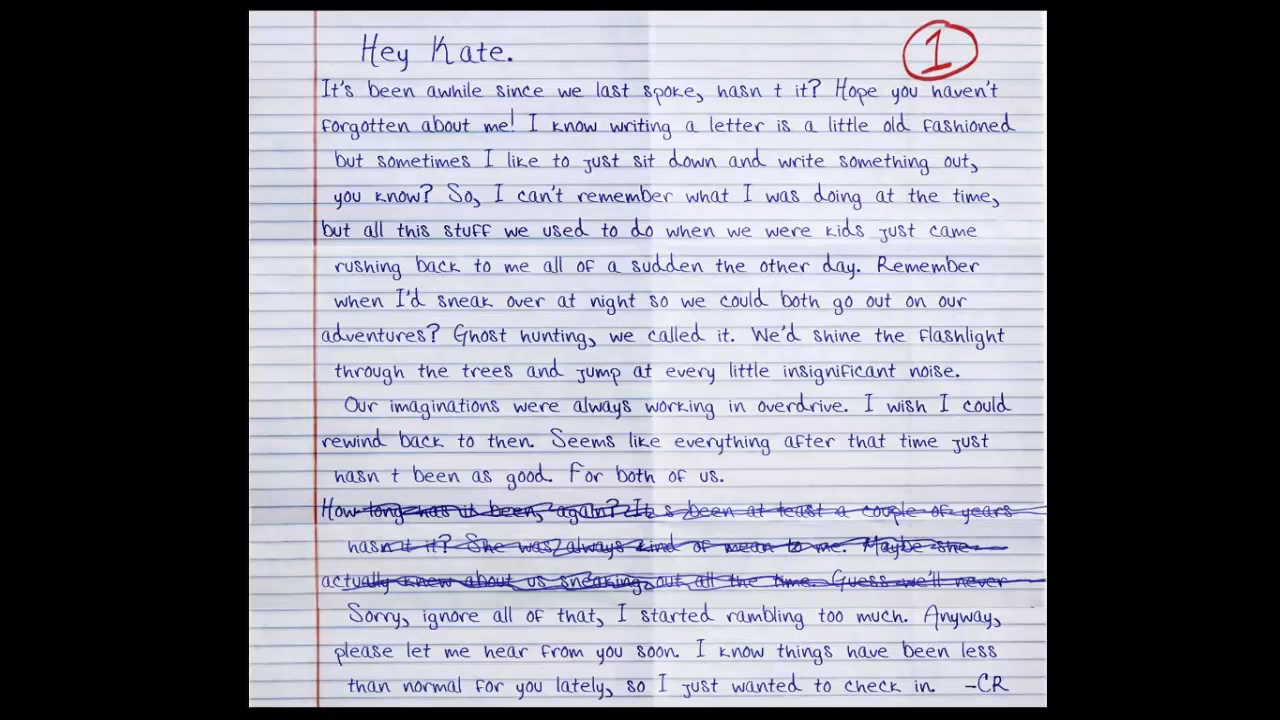 Hey Kate.
1
It's been awhile since we last spoke, hasn t it? Hope you haven't
forgotten about me! I know writing a letter is a little old fashioned
but sometimes I like to just sit down and write something out,
you know? So, I can't remember what I was doing at the time,
but all this stuff we used to do when we were kids just came
rushing back to me all of a sudden the other day. Remember
when I'd sneak over at night so we could both go out on our
adventures? Ghost hunting, we called it. We'd shine the flashlight
through the trees and jump at every little insignificant noise.
Our imaginations were always working in overdrive. I wish I could
rewind back to then. Seems like everything after that time just
hasn t been as good. For both of us.
How long has it been, again? It s been at least a couple of years
hasn t it? She was always kind of mean to me. Maybe she
actually knew about us sneaking out all the time. Guess we'll never
Sorry, ignore all of that, I started rambling too much. Anyway,
please let me hear from you soon. I know things have been less
than normal for you lately, so I just wanted to check in. -CR